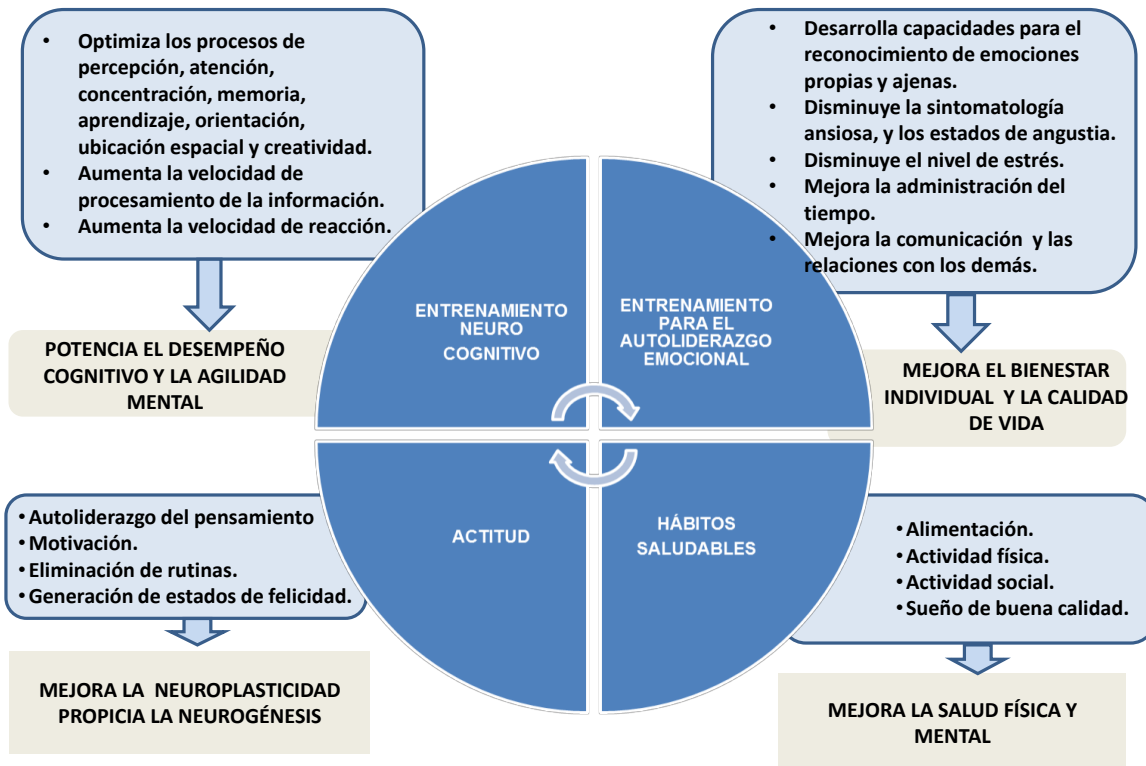 • Optimiza los procesos de
percepción, atención,
concentración, memoria,
aprendizaje, orientación,
ubicación espacial y creatividad.
• Aumenta la velocidad de
procesamiento de la información.
• Aumenta la velocidad de reacción.
POTENCIA EL DESEMPEÑO
COGNITIVO Y LA AGILIDAD
MENTAL
• Desarrolla capacidades para el
reconocimiento de emociones
propias y ajenas.
• Disminuye la sintomatología
ansiosa, y los estados de angustia.
• Disminuye el nivel de estrés.
• Mejora la administración del
tiempo.
• Mejora la comunicación y las
relaciones con los demás.
MEJORA EL BIENESTAR
INDIVIDUAL Y LA CALIDAD
DE VIDA
ENTRENAMIENTO
NEURO
COGNITIVO
ENTRENAMIENTO
PARA EL
AUTOLIDERAZGO
EMOCIONAL
ACTITUD
HÁBITOS
SALUDABLES
• Autoliderazgo del pensamiento
• Motivación.
• Eliminación de rutinas.
• Generación de estados de felicidad.
MEJORA LA NEUROPLASTICIDAD
PROPICIA LA NEUROGÉNESIS
• Alimentación.
• Actividad física.
• Actividad social.
• Sueño de buena calidad.
MEJORA LA SALUD FÍSICA Y
MENTAL